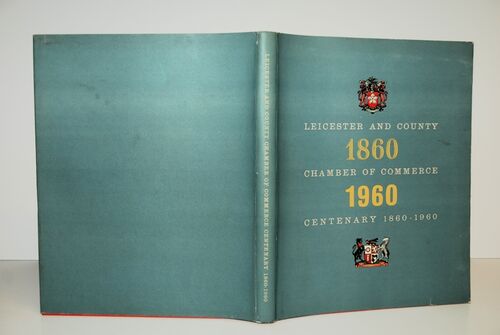 LEICESTER AND COUNTY CHAMBER OF COMMERCE CENTENARY 1860-1960
LEICESTER AND COUNTY
1860
CHAMBER OF COMMERCE
1960
CENTENARY 1860-1960